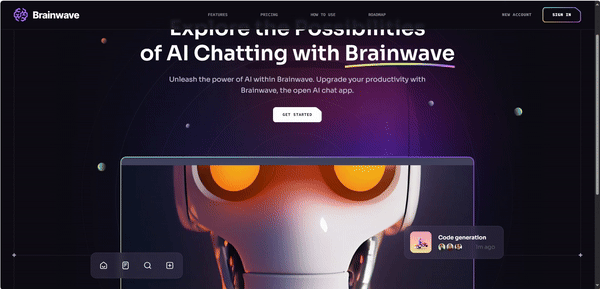 Brainwave
FEATURES
PRICING
HOW TO USE
ROADMAP
NEW ACCOUNT
SIGN IN
Explore the Possibilities
of AI Chatting with Brainwave
Unleash the power of AI within Brainwave. Upgrade your productivity with
Brainwave, the open AI chat app.
GET STARTED
Code generation
1m ago